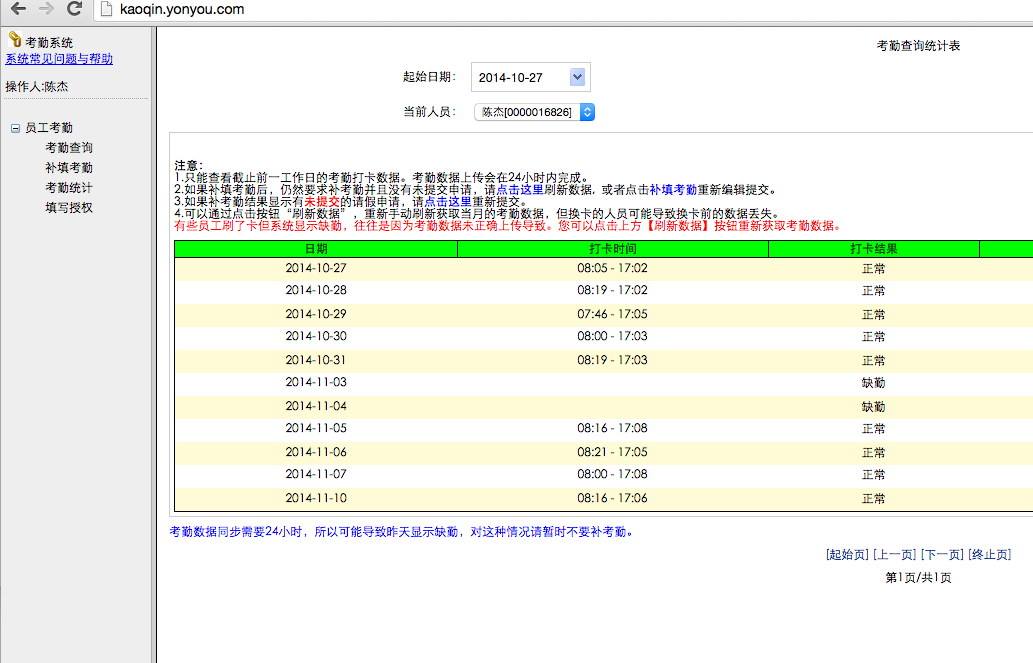 kaoqin.yonyou.com
考勤系统
系统常见问题与帮助
操作人:陈杰
员工考勤
考勤查询
补填考勤
考勤统计
填写授权
考勤查询统计表
起始日期： 2014-10-27
当前人员： 陈杰[0000016826]
注意：
1.只能查看截止前一工作日的考勤打卡数据。考勤数据上传会在24小时内完成。
2.如果补填考勤后，仍然要求补考勤并且没有未提交申请，请点击这里刷新数据，或者点击补填考勤重新编辑提交。
3.如果补考勤结果显示有未提交的请假申请，请点击这里重新提交。
4.可以通过点击按钮“刷新数据”，重新手动刷新获取当月的考勤数据，但换卡的人员可能导致换卡前的数据丢失。
有些员工刷了卡但系统显示缺勤，往往是因为考勤数据未正确上传导致。您可以点击上方【刷新数据】按钮重新获取考勤数据。
日期 打卡时间 打卡结果
2014-10-27 08:05 - 17:02 正常
2014-10-28 08:19 - 17:02 正常
2014-10-29 07:46 - 17:05 正常
2014-10-30 08:00 - 17:03 正常
2014-10-31 08:19 - 17:03 正常
2014-11-03 缺勤
2014-11-04 缺勤
2014-11-05 08:16 - 17:08 正常
2014-11-06 08:21 - 17:05 正常
2014-11-07 08:00 - 17:08 正常
2014-11-10 08:16 - 17:06 正常
考勤数据同步需要24小时，所以可能导致昨天显示缺勤，对这种情况请暂时不要补考勤。
[起始页] [上一页] [下一页] [终止页]
第1页/共1页